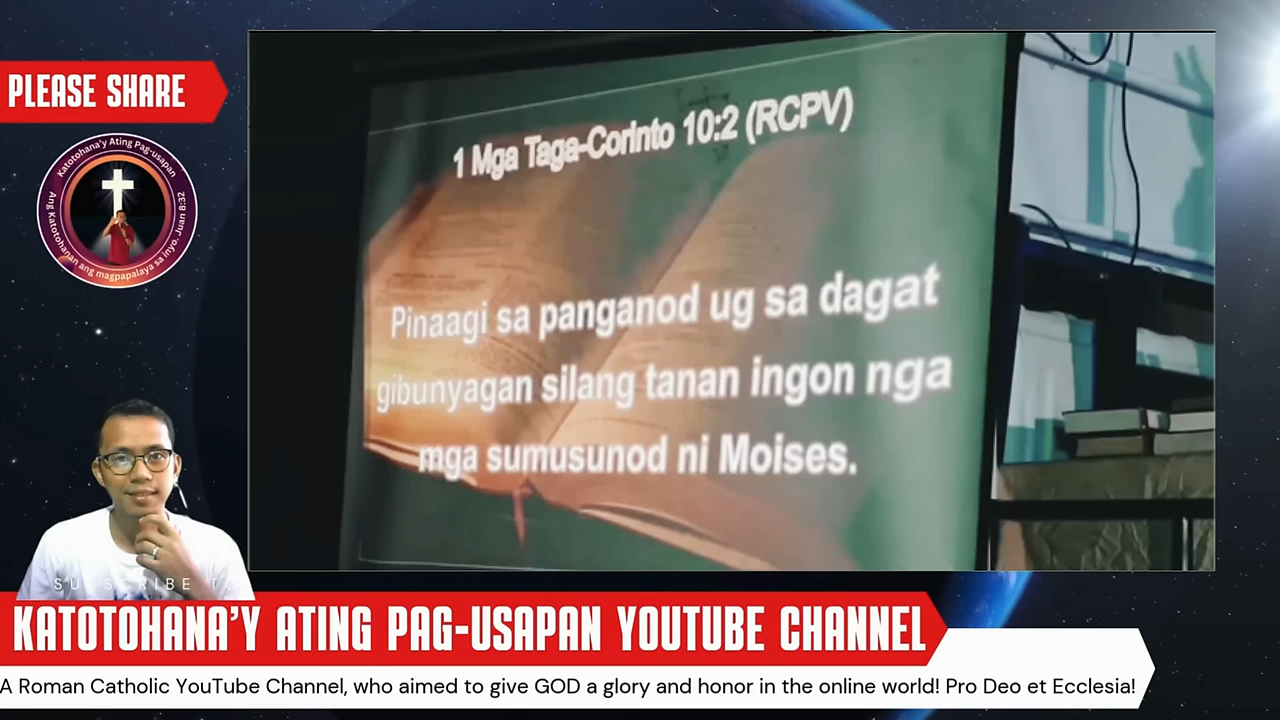 PLEASE SHARE
Katotohana'y Ating Pag-usapan
Ang Katotohanan ang magpapalaya sa inyo. Juan 8:32
1 Mga Taga-Corinto 10:2 (RCPV)
Pinaagi sa panganod ug sa dagat
gibunyagan silang tanan ingon nga
mga sumusunod ni Moises.
SUBSCRIBE TO
KATOTOHANA'Y ATING PAG-USAPAN YOUTUBE CHANNEL
A Roman Catholic YouTube Channel, who aimed to give GOD a glory and honor in the online world! Pro Deo et Ecclesia!